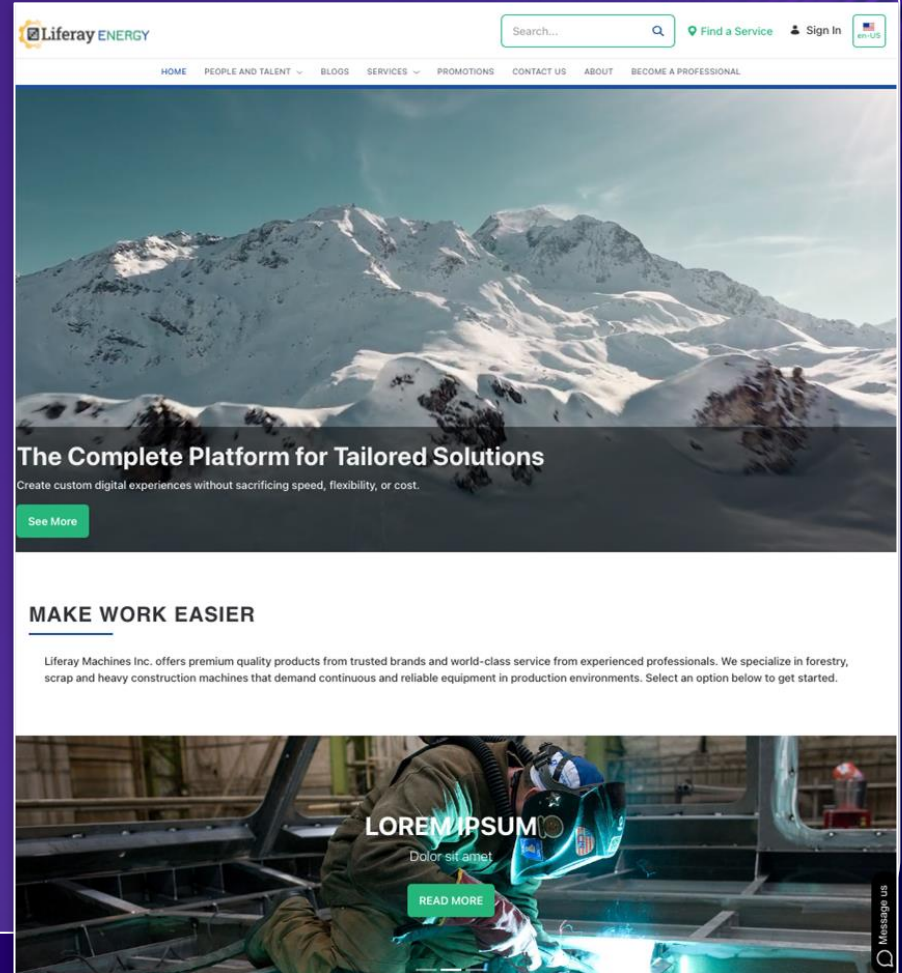 Liferay ENERGY
Search...
Find a Service
Sign In
en-US
HOME PEOPLE AND TALENT BLOGS SERVICES PROMOTIONS CONTACT US ABOUT BECOME A PROFESSIONAL
The Complete Platform for Tailored Solutions
Create custom digital experiences without sacrificing speed, flexibility, or cost.
See More
MAKE WORK EASIER
Liferay Machines Inc. offers premium quality products from trusted brands and world-class service from experienced professionals. We specialize in forestry,
scrap and heavy construction machines that demand continuous and reliable equipment in production environments. Select an option below to get started.
LOREM IPSUM
Dolor sit amet
READ MORE
Message us